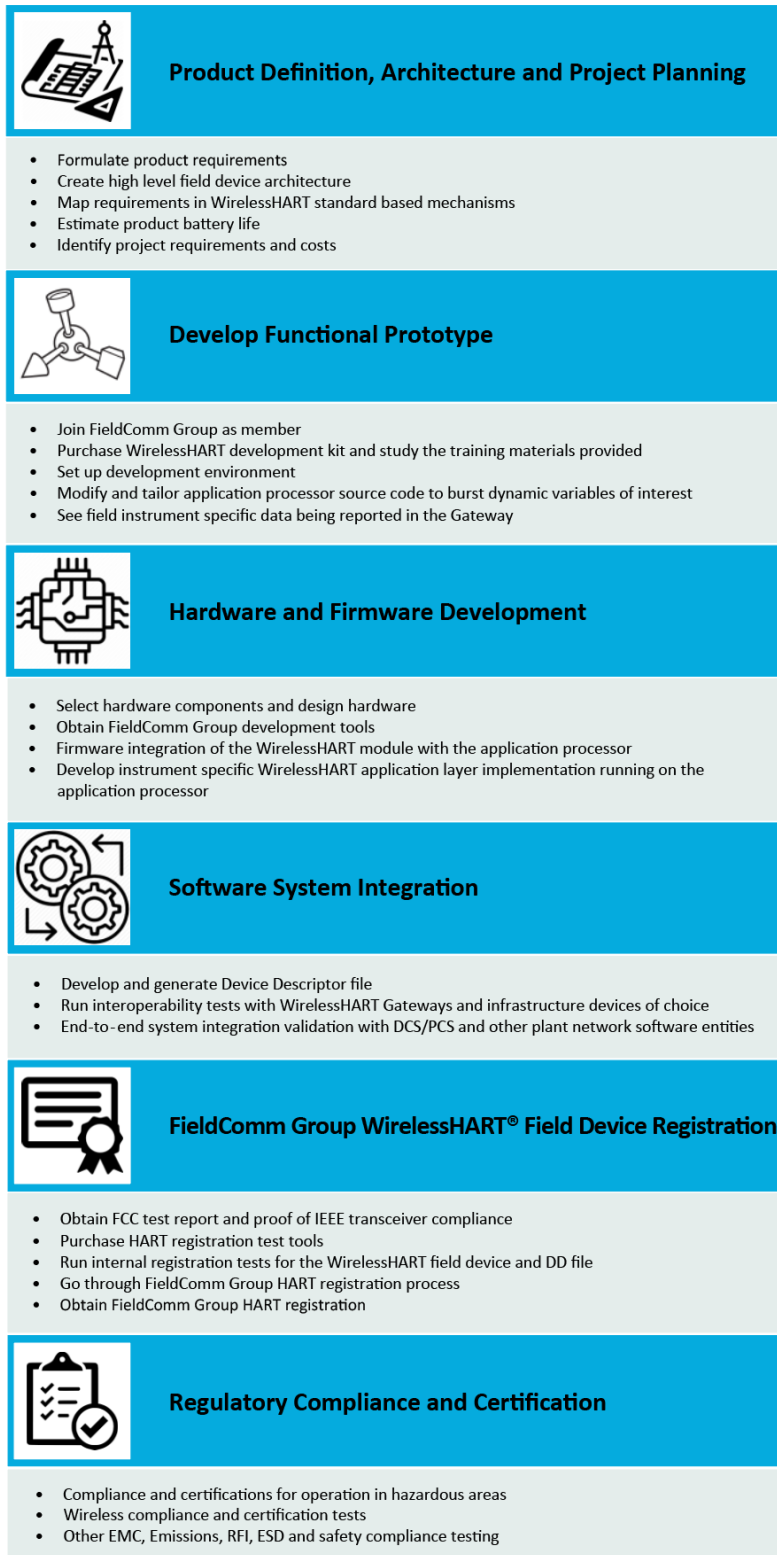 Product Definition, Architecture and Project Planning
• Formulate product requirements
• Create high level field device architecture
• Map requirements in WirelessHART standard based mechanisms
• Estimate product battery life
• Identify project requirements and costs
Develop Functional Prototype
• Join FieldComm Group as member
• Purchase WirelessHART development kit and study the training materials provided
• Set up development environment
• Modify and tailor application processor source code to burst dynamic variables of interest
• See field instrument specific data being reported in the Gateway
Hardware and Firmware Development
• Select hardware components and design hardware
• Obtain FieldComm Group development tools
• Firmware integration of the WirelessHART module with the application processor
• Develop instrument specific WirelessHART application layer implementation running on the
application processor
Software System Integration
• Develop and generate Device Descriptor file
• Run interoperability tests with WirelessHART Gateways and infrastructure devices of choice
• End-to-end system integration validation with DCS/PCS and other plant network software entities
FieldComm Group WirelessHART® Field Device Registration
• Obtain FCC test report and proof of IEEE transceiver compliance
• Purchase HART registration test tools
• Run internal registration tests for the WirelessHART field device and DD file
• Go through FieldComm Group HART registration process
• Obtain FieldComm Group HART registration
Regulatory Compliance and Certification
• Compliance and certifications for operation in hazardous areas
• Wireless compliance and certification tests
• Other EMC, Emissions, RFI, ESD and safety compliance testing